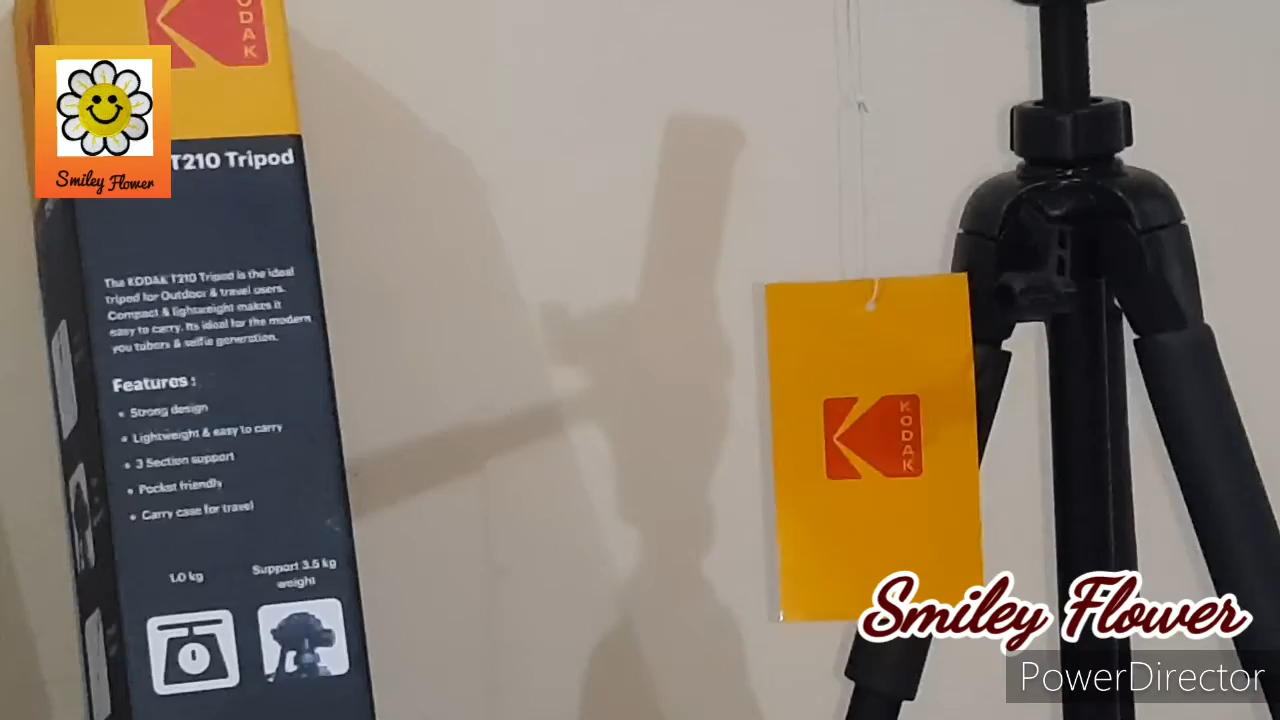 KODAK
Smiley Flower
T210 Tripod
The KODAK T210 Tripod is the ideal
tripod for Outdoor & travel users.
Compact & lightweight makes it
easy to carry. Its ideal for the modern
you tubers & selfie generation.
Features :
• Strong design
• Lightweight & easy to carry
• 3 Section support
• Pocket friendly
• Carry case for travel
1.0 kg
Support 3.5 kg
weight
KODAK
Smiley Flower
PowerDirector